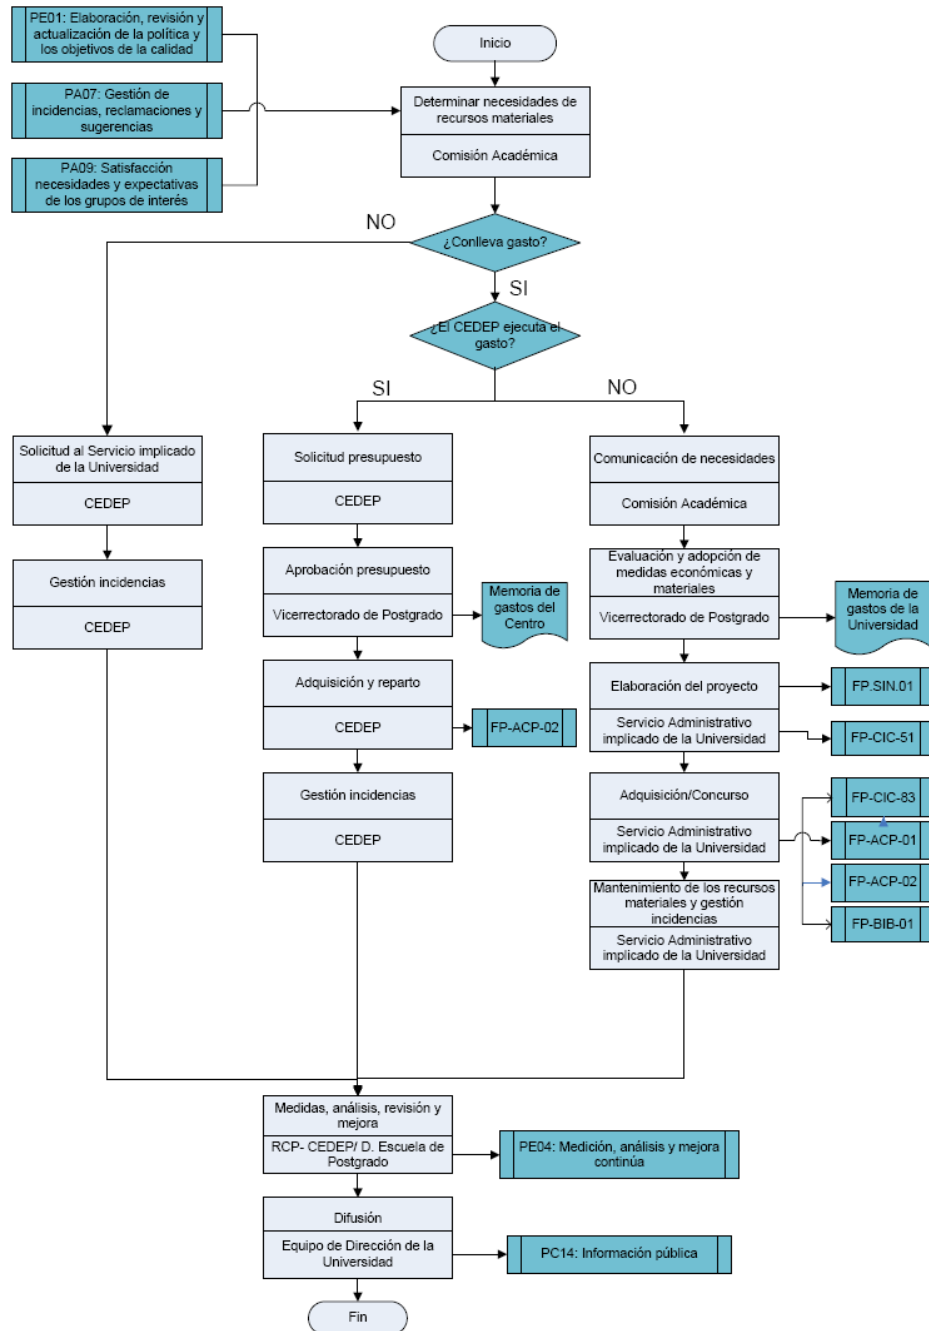 PE01: Elaboración, revisión y
actualización de la política y
los objetivos de la calidad
Inicio
PA07: Gestión de
incidencias, reclamaciones y
sugerencias
Determinar necesidades de
recursos materiales
Comisión Académica
PA09: Satisfacción
necesidades y expectativas
de los grupos de interés
NO
¿Conlleva gasto?
SI
¿El CEDEP ejecuta el
gasto?
SI
NO
Solicitud al Servicio implicado
de la Universidad
CEDEP
Gestión incidencias
CEDEP
Solicitud presupuesto
CEDEP
Aprobación presupuesto
Vicerrectorado de Postgrado
Memoria de
gastos del
Centro
Adquisición y reparto
CEDEP
FP-ACP-02
Gestión incidencias
CEDEP
Comunicación de necesidades
Comisión Académica
Evaluación y adopción de
medidas económicas y
materiales
Vicerrectorado de Postgrado
Memoria de
gastos de la
Universidad
Elaboración del proyecto
Servicio Administrativo
implicado de la Universidad
FP.SIN.01
FP-CIC-51
Adquisición/Concurso
Servicio Administrativo
implicado de la Universidad
FP-CIC-83
FP-ACP-01
FP-ACP-02
FP-BIB-01
Mantenimiento de los recursos
materiales y gestión
incidencias
Servicio Administrativo
implicado de la Universidad
Medidas, análisis, revisión y
mejora
RCP- CEDEP/ D. Escuela de
Postgrado
PE04: Medición, análisis y mejora
continúa
Difusión
Equipo de Dirección de la
Universidad
PC14: Información pública
Fin